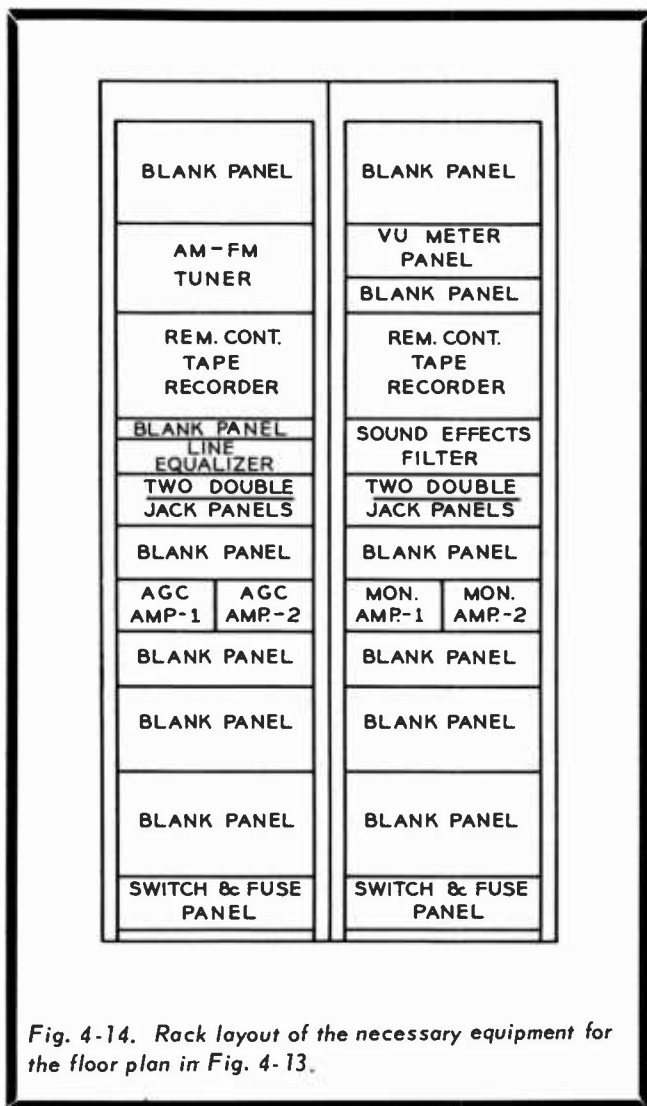 BLANK PANEL
AM-FM
TUNER
REM. CONT.
TAPE
RECORDER
BLANK PANEL
LINE
EQUALIZER
TWO DOUBLE
JACK PANELS
BLANK PANEL
AGC
AMP-1
AGC
AMP.-2
BLANK PANEL
BLANK PANEL
BLANK PANEL
SWITCH & FUSE
PANEL
BLANK PANEL
VU METER
PANEL
BLANK PANEL
REM. CONT.
TAPE
RECORDER
SOUND EFFECTS
FILTER
TWO DOUBLE
JACK PANELS
BLANK PANEL
MON.
AMP.-1
MON.
AMP.-2
BLANK PANEL
BLANK PANEL
BLANK PANEL
SWITCH & FUSE
PANEL
Fig. 4-14. Rack layout of the necessary equipment for
the floor plan in Fig. 4-13.